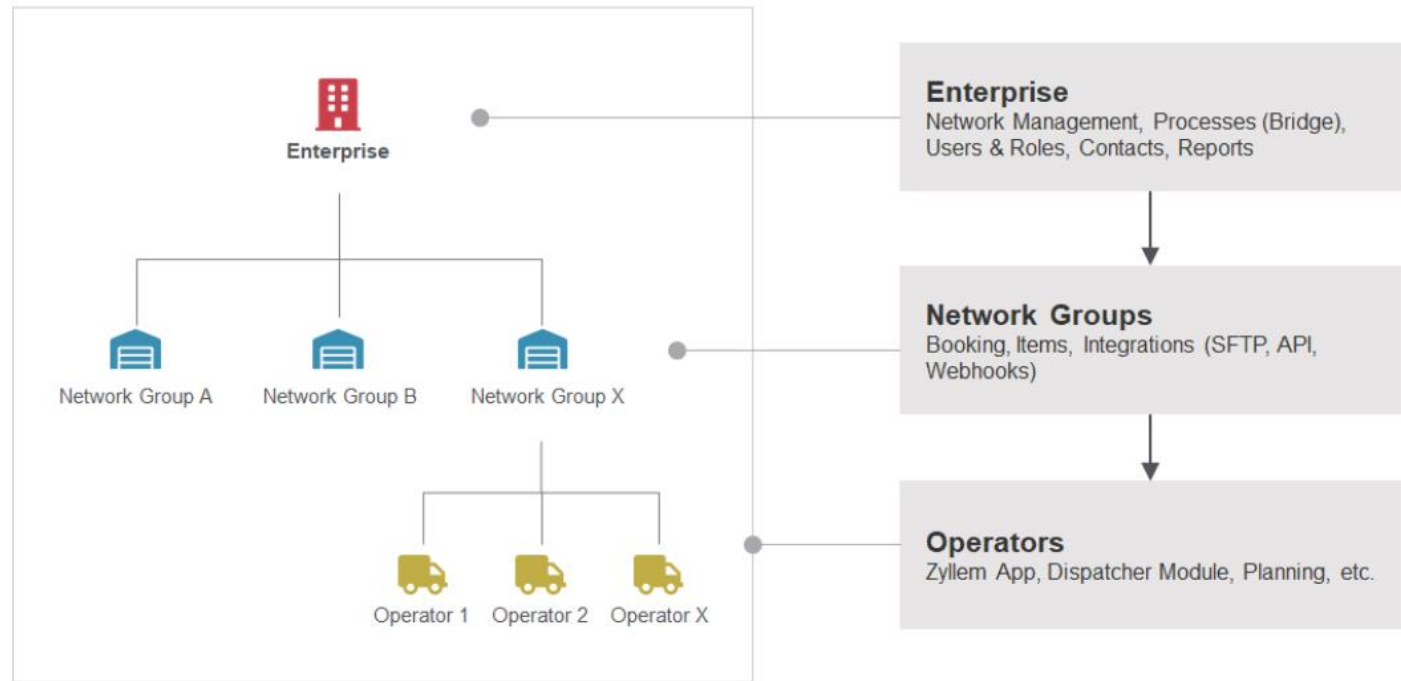 Enterprise
Network Group A
Network Group B
Network Group X
Operator 1
Operator 2
Operator X
Enterprise
Network Management, Processes (Bridge),
Users & Roles, Contacts, Reports
Network Groups
Booking, Items, Integrations (SFTP, API,
Webhooks)
Operators
Zyllem App, Dispatcher Module, Planning, etc.